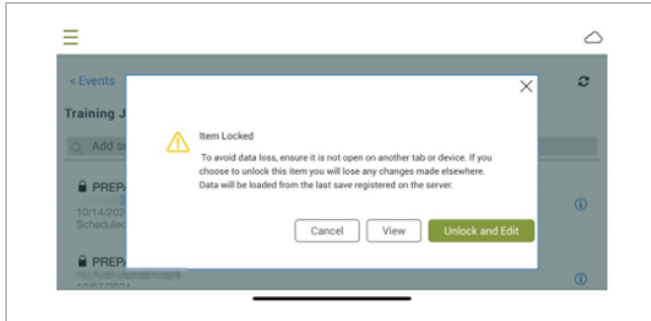 < Events
Training J
Add se
Item Locked
To avoid data loss, ensure it is not open on another tab or device. If you
choose to unlock this item you will lose any changes made elsewhere.
Data will be loaded from the last save registered on the server.
Cancel View Unlock and Edit
PREPA
10/14/202
Scheduled
PREPA
10/07/2024